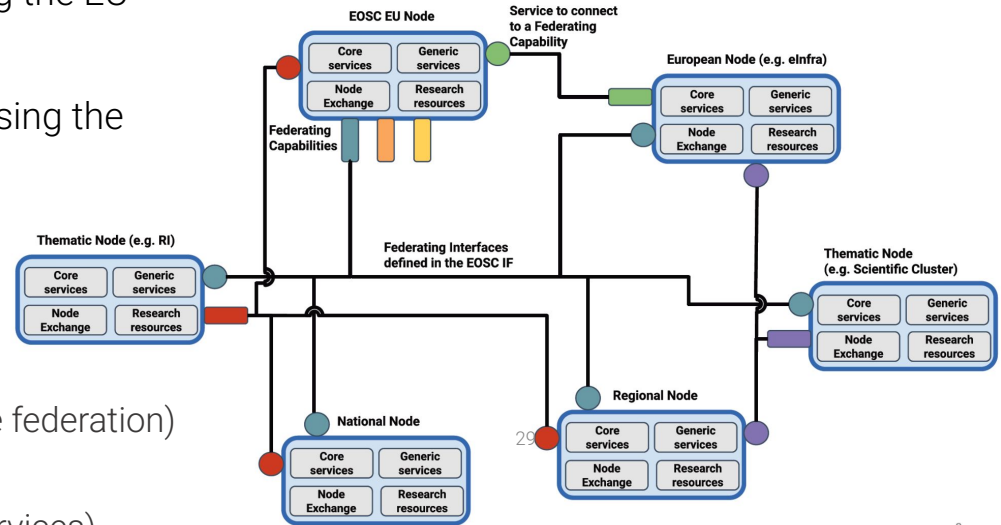 g the EU
sing the
e federation)
rvices)
EOSC EU Node
Core
services
Generic
services
Node
Exchange
Research
resources
Federating
Capabilities
Service to connect
to a Federating
Capability
European Node (e.g. eInfra)
Core
services
Generic
services
Node
Exchange
Research
resources
Thematic Node (e.g. RI)
Core
services
Generic
services
Node
Exchange
Research
resources
Federating Interfaces
defined in the EOSC IF
Thematic Node
(e.g. Scientific Cluster)
Core
services
Generic
services
Node
Exchange
Research
resources
National Node
Core
services
Generic
services
Node
Exchange
Research
resources
29
Regional Node
Core
services
Generic
services
Node
Exchange
Research
resources